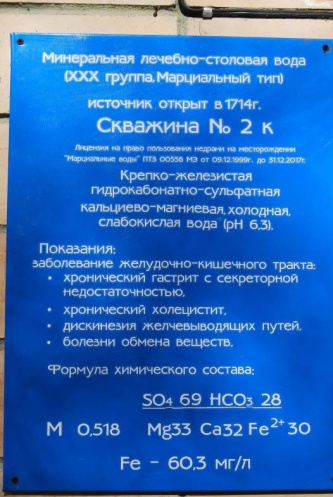 Минеральная лечебно-столовая вода
(XXX группа, Марциальный тип)
источник открыт в 1714г.
Скважина № 2 к
Лицензия на право пользования недрами на месторождении
"Марциальные воды" ПТЗ 00556 МЭ от 09.12.1999г. до 31.12.2017г.
Крепко-железистая
гидрокабонатно-сульфатная
кальциево-магниевая, холодная,
слабокислая вода (pH 6,3).
Показания:
заболевание желудочно-кишечного тракта:
• хронический гастрит с секреторной
недостаточностью,
• хронический холецистит,
• дискинезия желчевыводящих путей.
• болезни обмена веществ.
Формула химического состава:
SO4 69 HCO3 28
M 0,518 Mg33 Ca32 Fe2+30
Fe - 60,3 мг/л